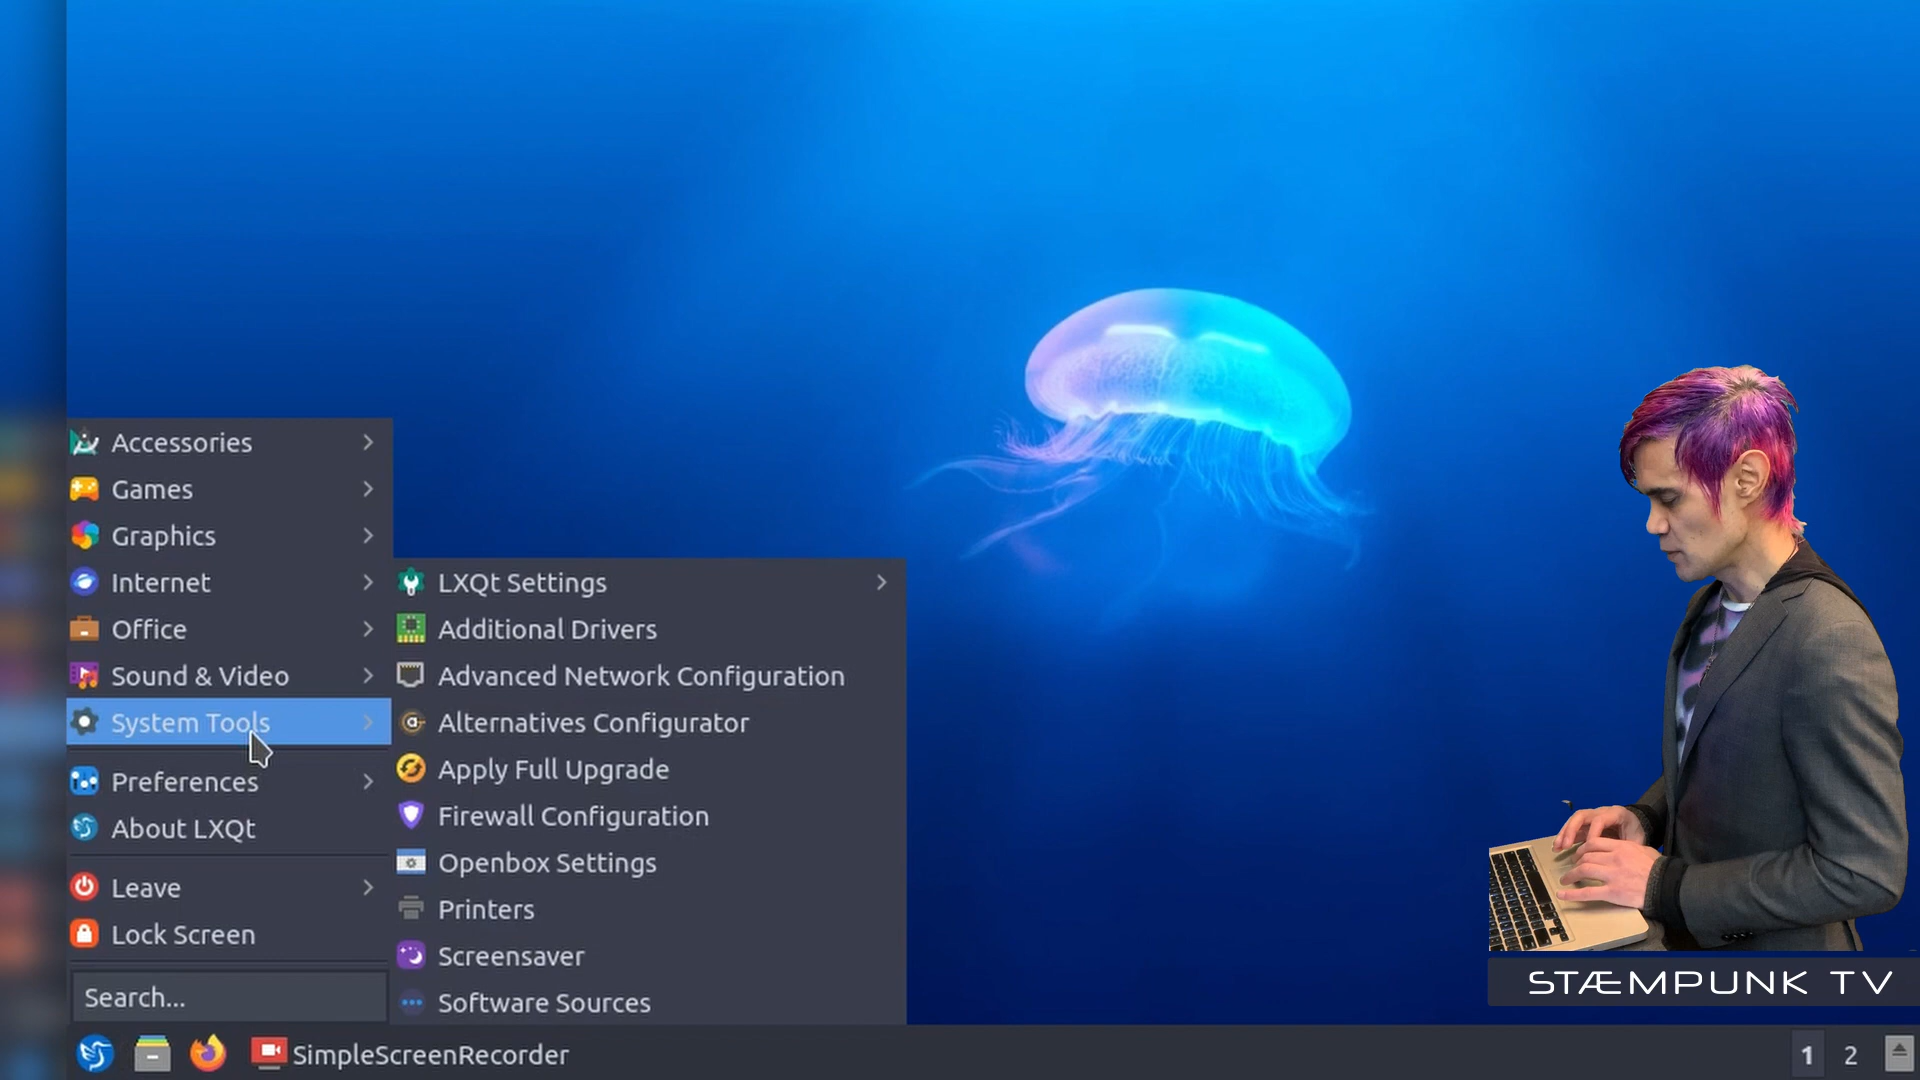 Accessories
Games
Graphics
Internet
Office
Sound & Video
System Tools
Preferences
About LXQt
Leave
Lock Screen
Search...
LXQt Settings
Additional Drivers
Advanced Network Configuration
Alternatives Configurator
Apply Full Upgrade
Firewall Configuration
Openbox Settings
Printers
Screensaver
Software Sources
STÆMPUNK TV
SimpleScreenRecorder
1 2